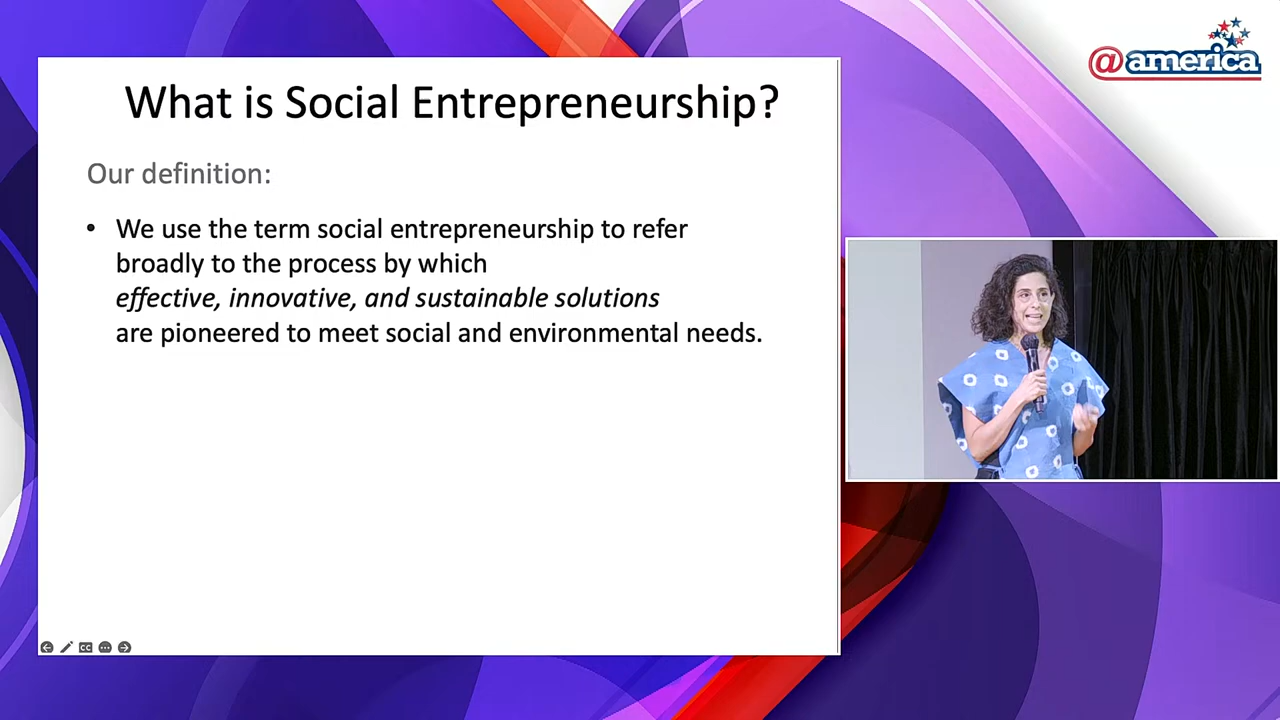 What is Social Entrepreneurship?
Our definition:
• We use the term social entrepreneurship to refer
broadly to the process by which
effective, innovative, and sustainable solutions
are pioneered to meet social and environmental needs.
@america
CC